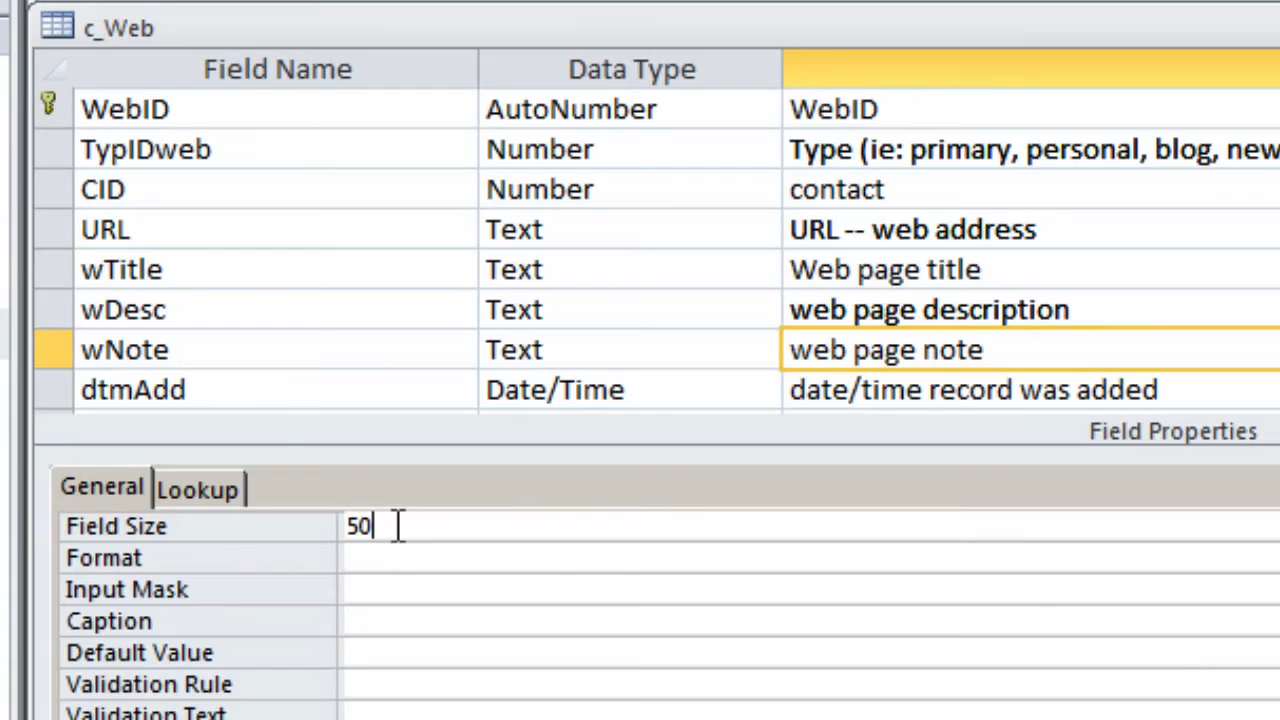 c_Web
Field Name Data Type
WebID AutoNumber WebID
TypIDweb Number Type (ie: primary, personal, blog, new
CID Number contact
URL Text URL -- web address
wTitle Text Web page title
wDesc Text web page description
wNote Text web page note
dtmAdd Date/Time date/time record was added
Field Properties
General Lookup
Field Size 50
Format
Input Mask
Caption
Default Value
Validation Rule
Validation Text